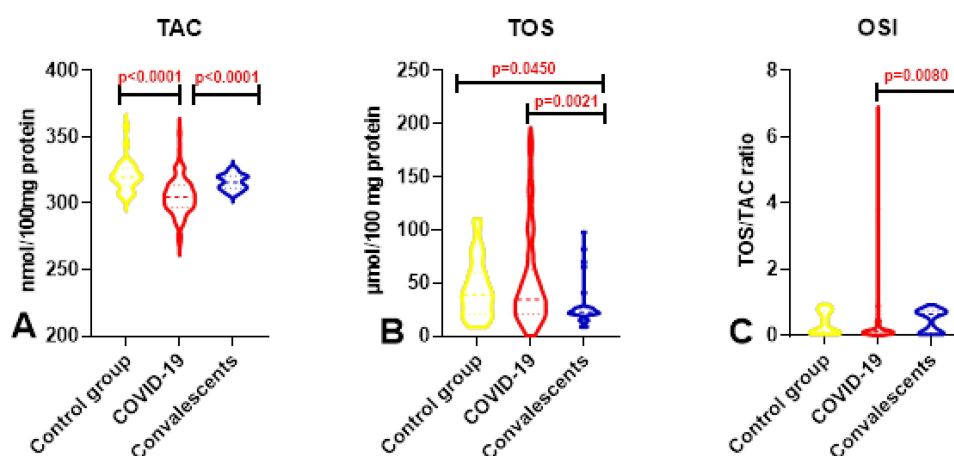 TAC
400
350
300
250
200
nmol/100mg protein
p<0.0001
p<0.0001
A
Control group
COVID-19
Convalescents
TOS
250
200
150
100
50
0
µmol/100 mg protein
p=0.0450
p=0.0021
B
Control group
COVID-19
Convalescents
OSI
8
6
4
2
0
TOS/TAC ratio
p=0.0080
C
Control group
COVID-19
Convalescents